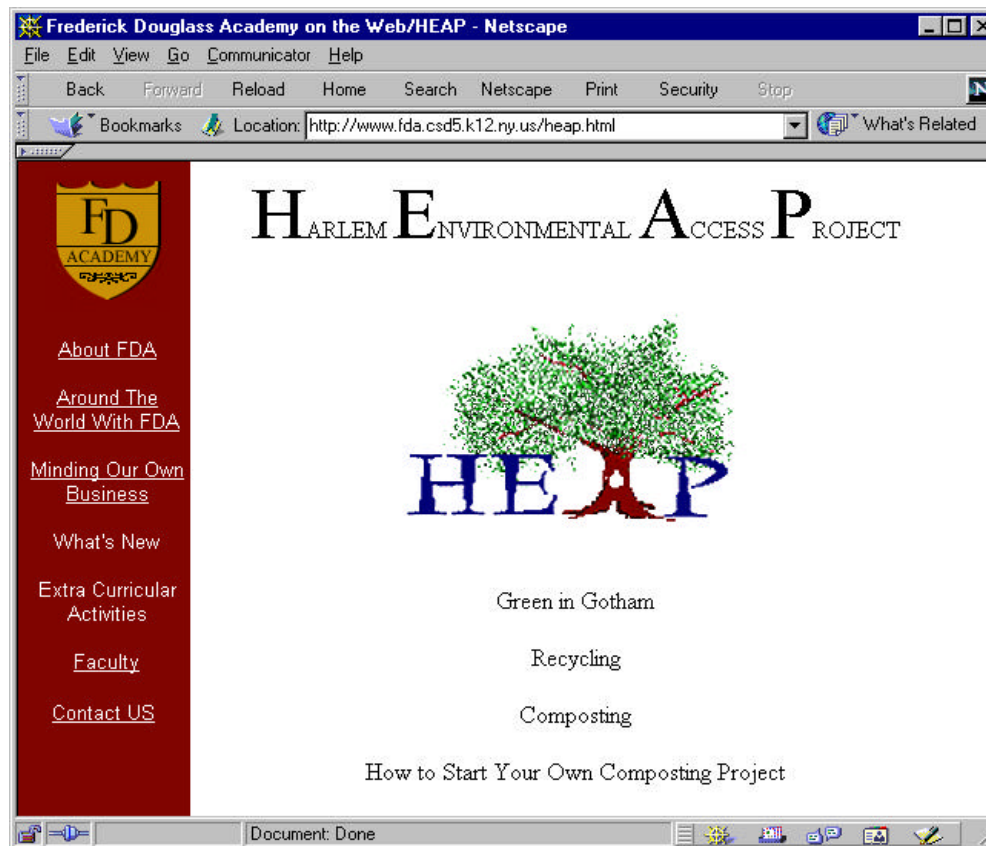 Frederick Douglass Academy on the Web/HEAP - Netscape
File Edit View Go Communicator Help
Back Forward Reload Home Search Netscape Print Security Stop N
Bookmarks Location: http://www.fda.csd5.k12.ny.us/heap.html What's Related
FD
ACADEMY
HARLEM ENVIRONMENTAL ACCESS PROJECT
About FDA
Around The
World With FDA
Minding Our Own
Business
What's New
Extra Curricular
Activities
Faculty
Contact US
HEAP
Green in Gotham
Recycling
Composting
How to Start Your Own Composting Project
Document: Done